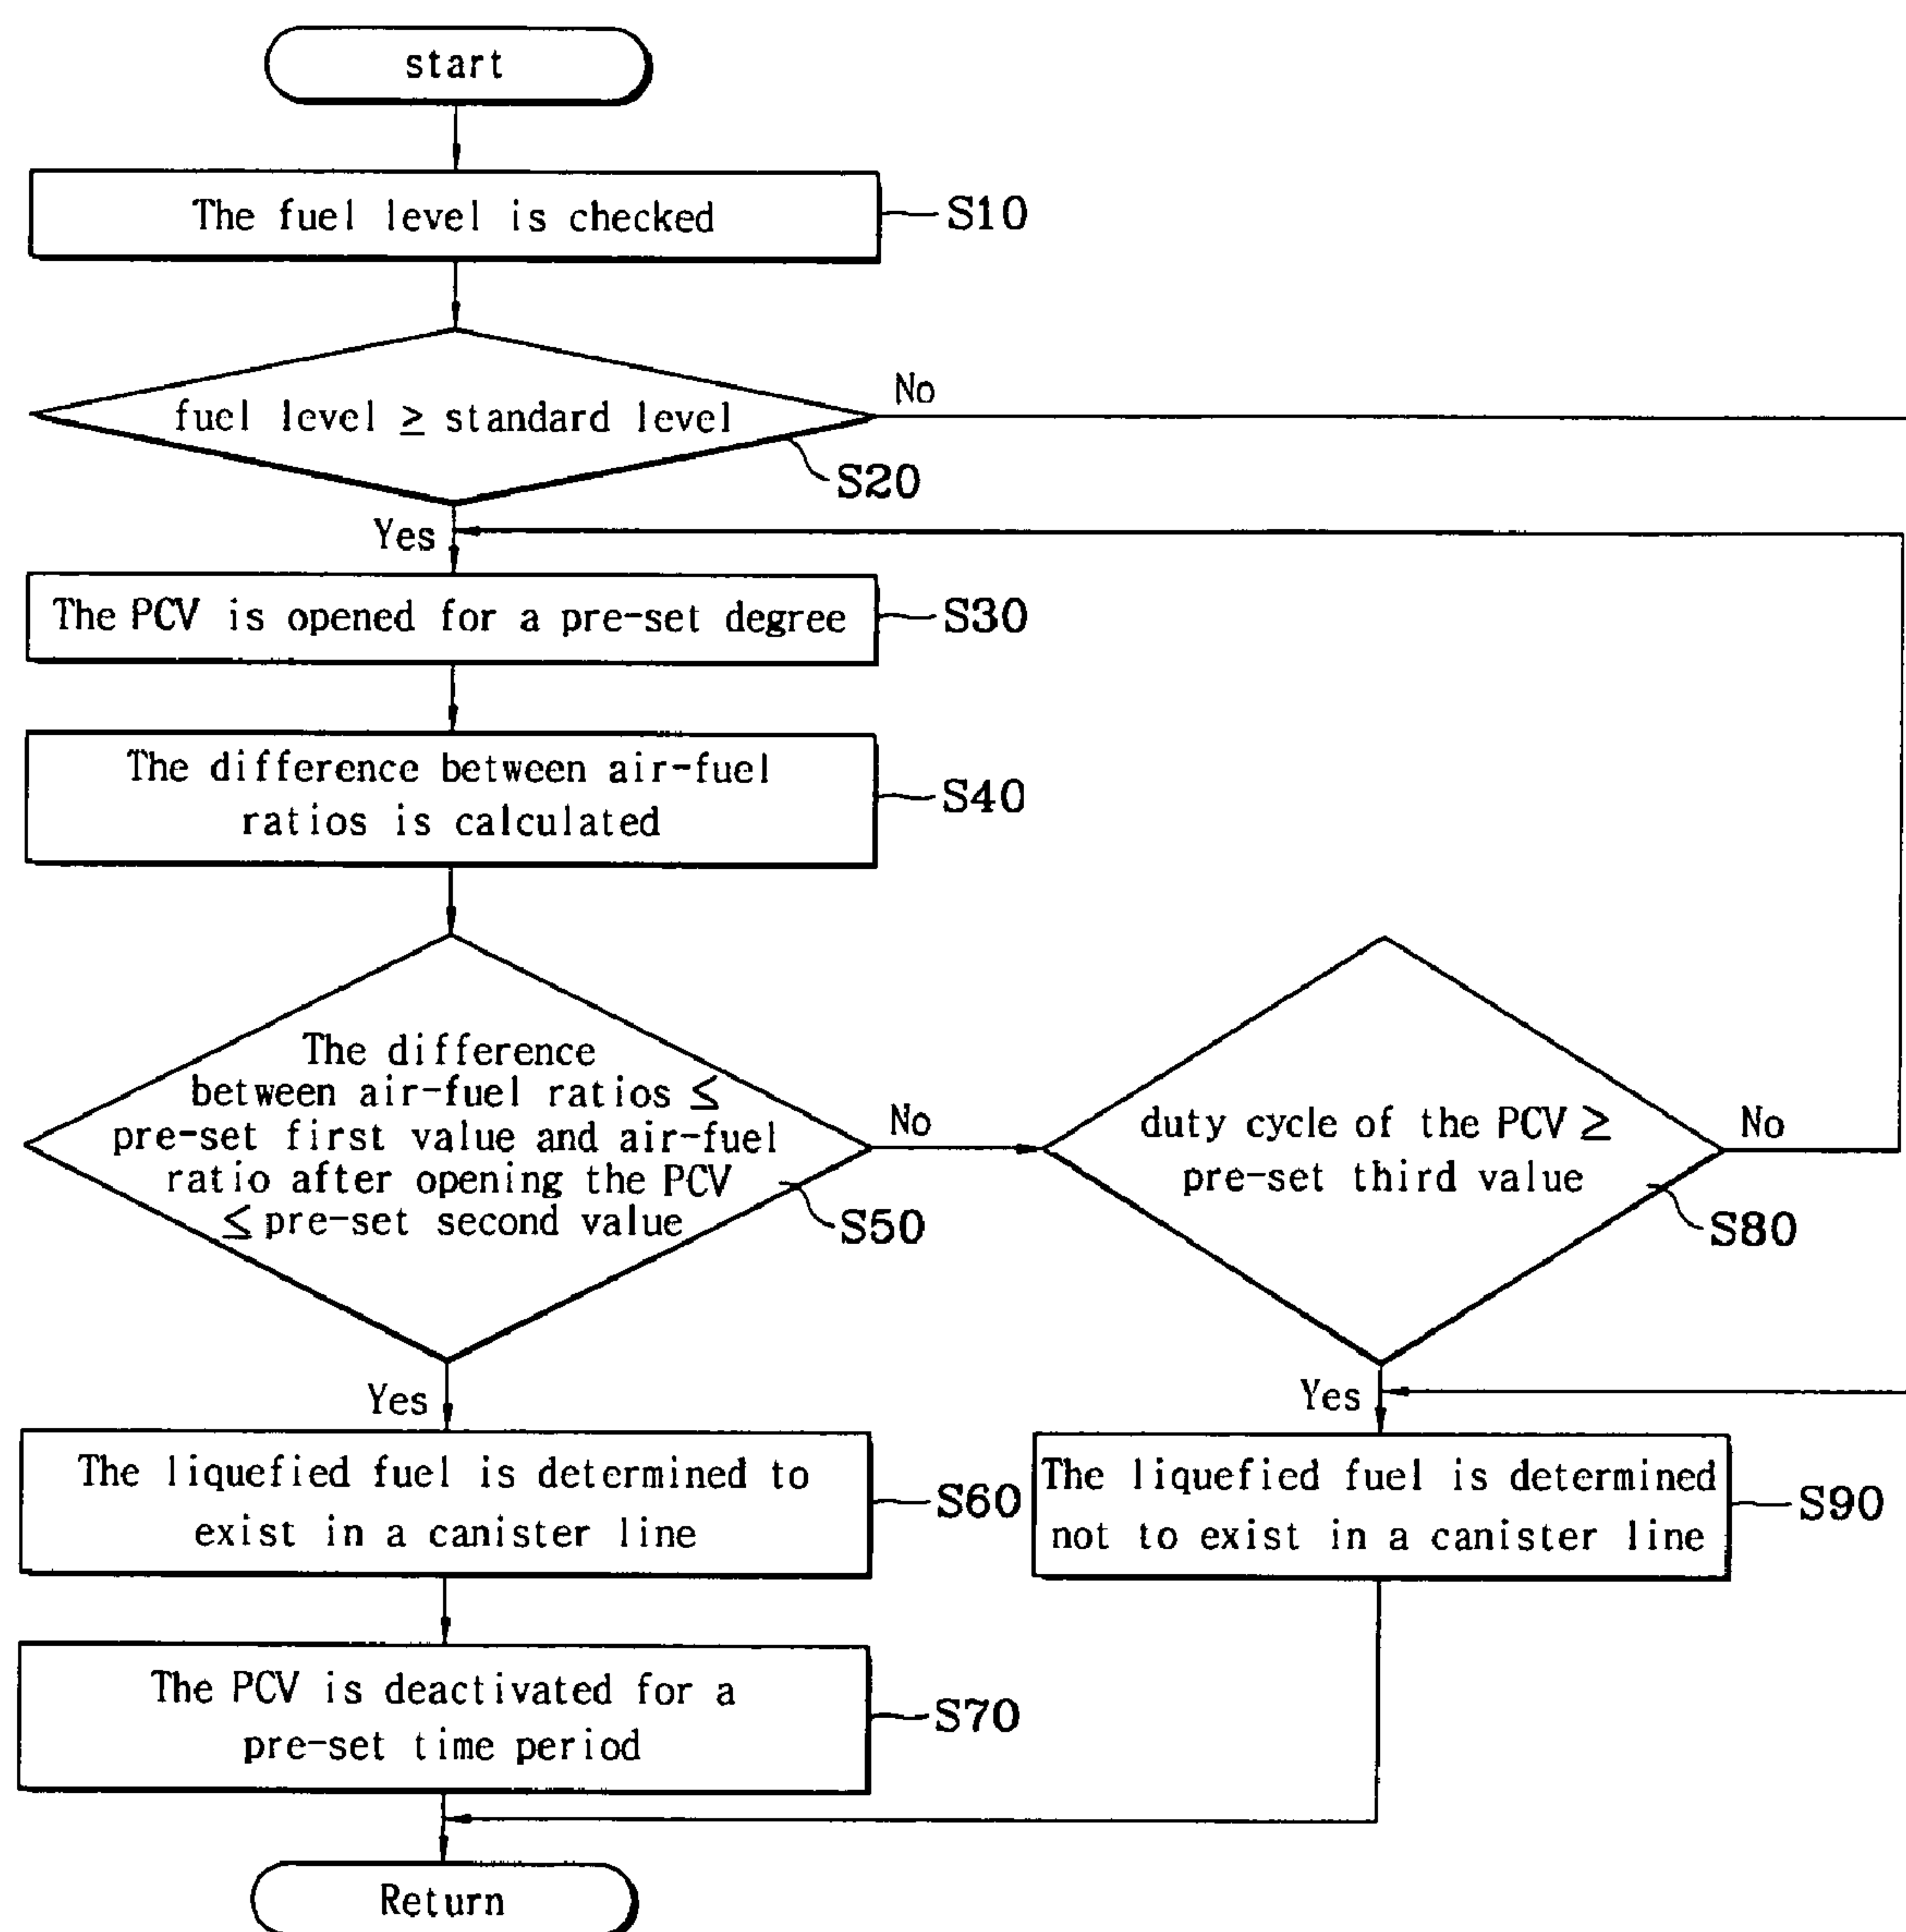 start
The fuel level is checked
S10
No
fuel level ≥ standard level
S20
Yes
The PCV is opened for a pre-set degree
S30
The difference between air-fuel
ratios is calculated
S40
The difference
between air-fuel ratios ≤
pre-set first value and air-fuel
ratio after opening the PCV
≤ pre-set second value
S50
No
duty cycle of the PCV ≥
pre-set third value
S80
No
Yes
The liquefied fuel is determined to
exist in a canister line
S60
Yes
The liquefied fuel is determined
not to exist in a canister line
S90
The PCV is deactivated for a
pre-set time period
S70
Return